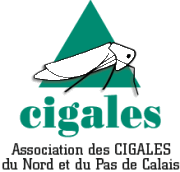 cigales
Association des CIGALES
du Nord et du Pas de Calais